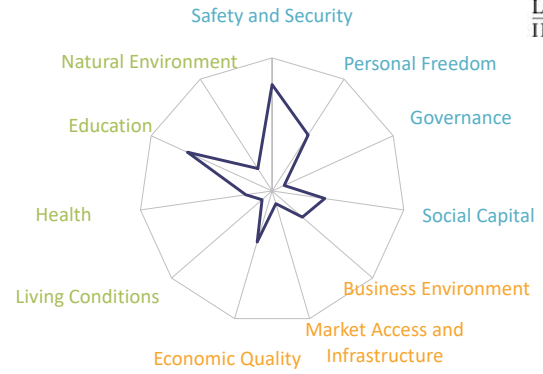 Safety and Security
Natural Environment
Personal Freedom
Education
Governance
Health
Social Capital
Living Conditions
Business Environment
Market Access and
Infrastructure
Economic Quality